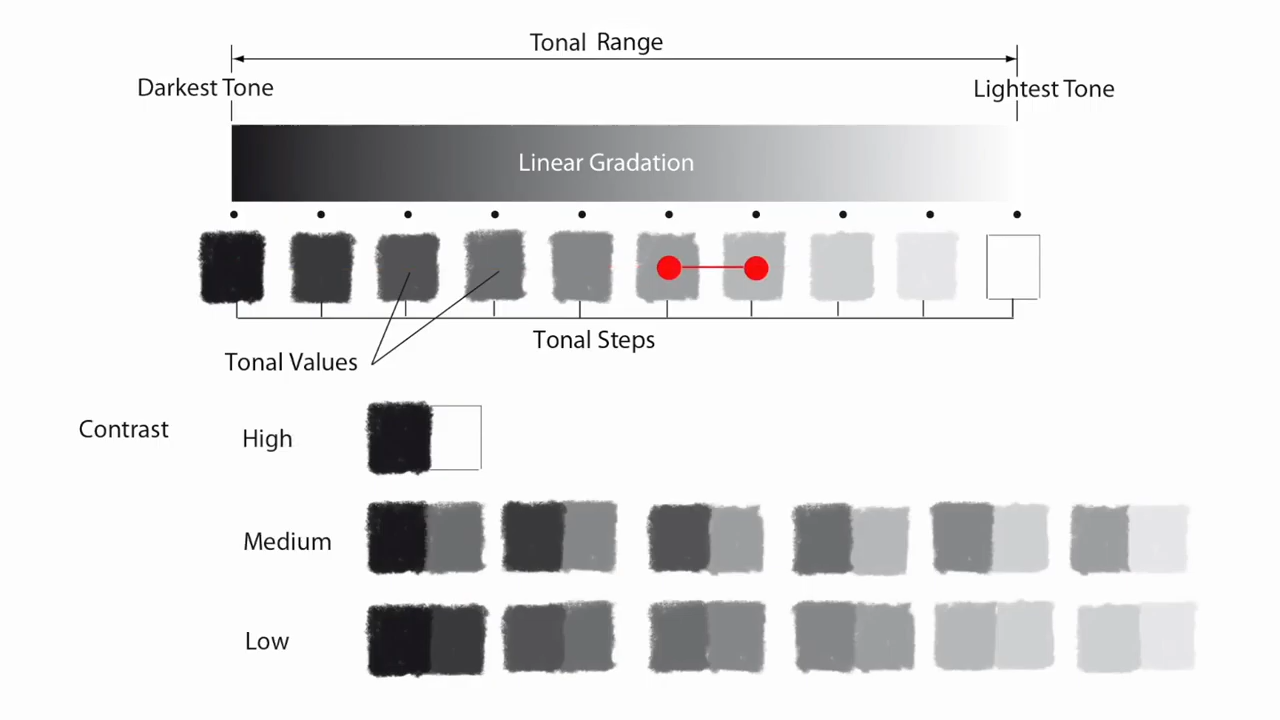 Tonal Range
Darkest Tone
Lightest Tone
Linear Gradation
Tonal Steps
Tonal Values
Contrast
High
Medium
Low